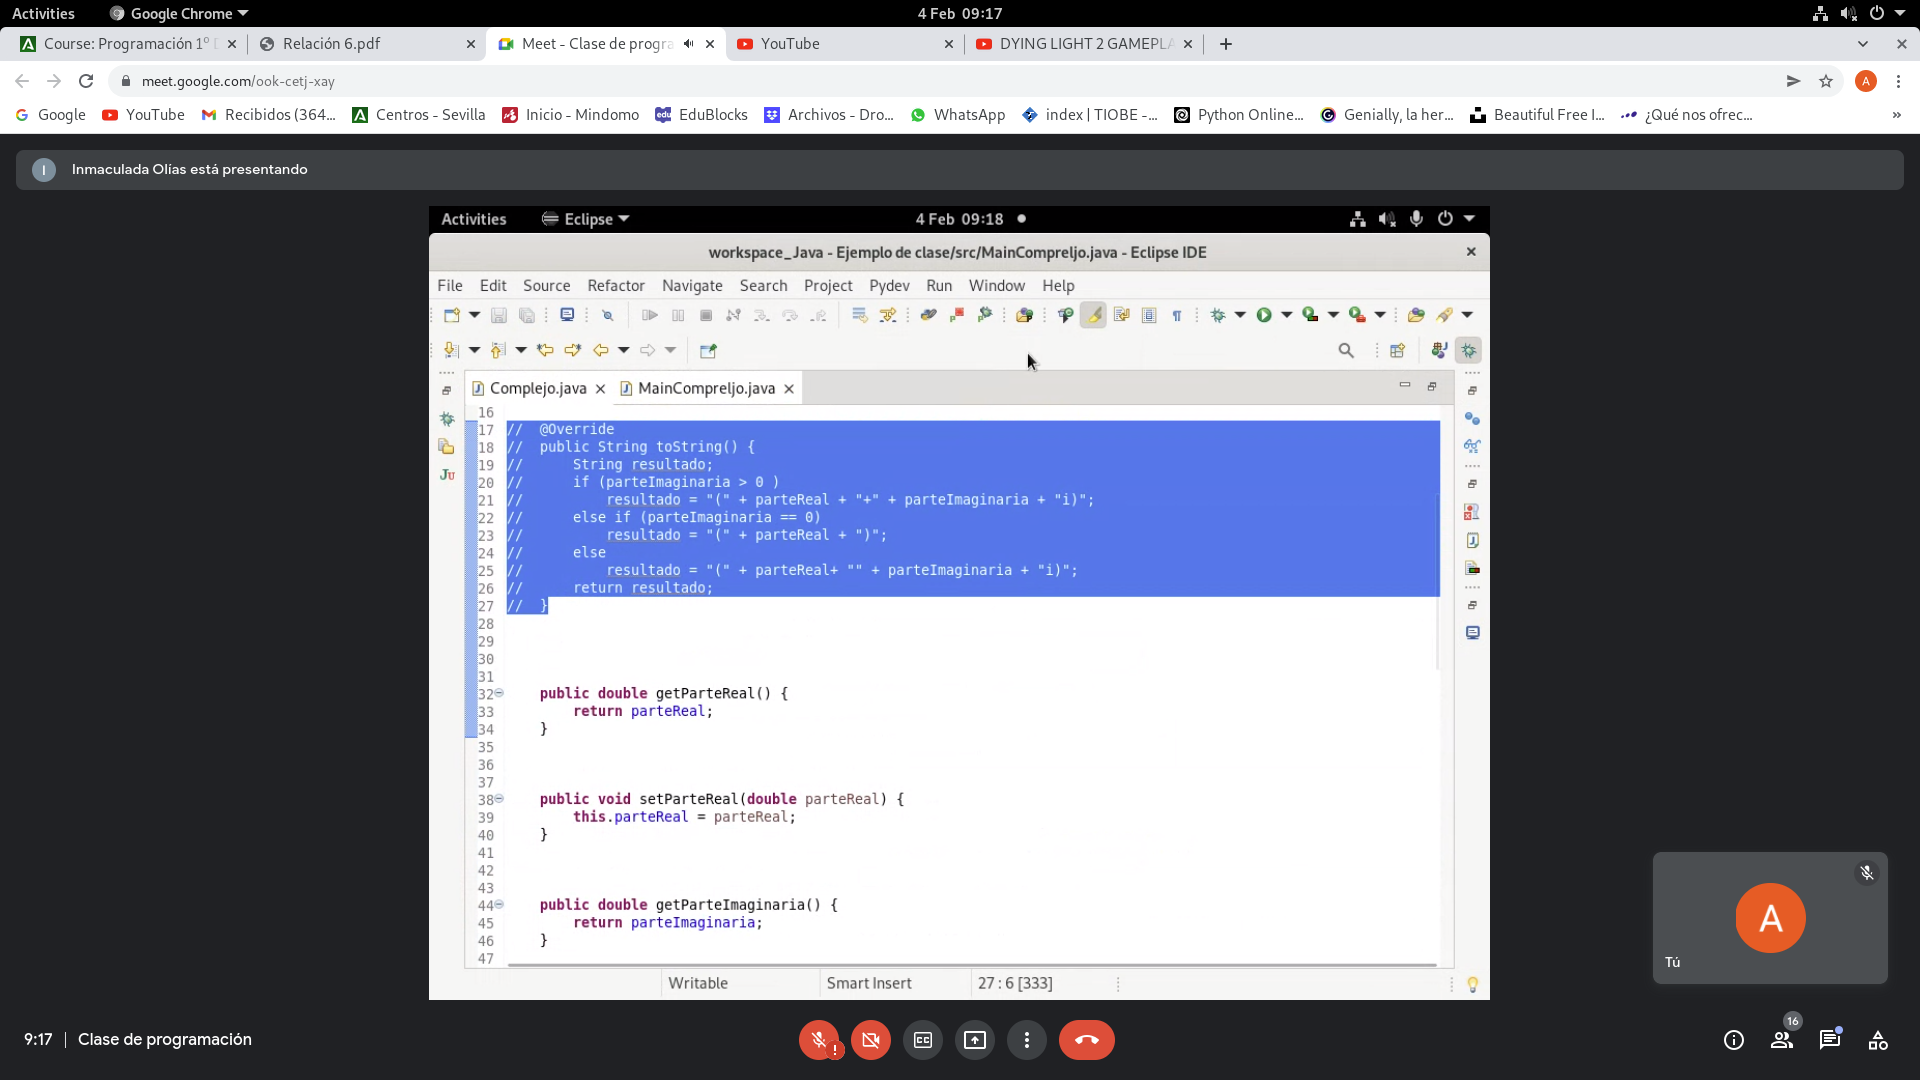 Activities Google Chrome 4 Feb 09:17
Course: Programación 1º D Relación 6.pdf Meet - Clase de progra YouTube DYING LIGHT 2 GAMEPLA
meet.google.com/ook-cetj-xay A
Google YouTube Recibidos (364... Centros - Sevilla Inicio - Mindomo EduBlocks Archivos - Dro... WhatsApp index | TIOBE -... Python Online... Genially, la her... Beautiful Free I... ¿Qué nos ofrec... »
I Inmaculada Olías está presentando
Activities Eclipse 4 Feb 09:18
workspace_Java - Ejemplo de clase/src/MainCompreljo.java - Eclipse IDE
File Edit Source Refactor Navigate Search Project Pydev Run Window Help
Complejo.java MainCompreljo.java
16
17 // @Override
18 // public String toString() {
19 // String resultado;
20 // if (parteImaginaria > 0 )
21 // resultado = "(" + parteReal + "+" + parteImaginaria + "i)";
22 // else if (parteImaginaria == 0)
23 // resultado = "(" + parteReal + ")";
24 // else
25 // resultado = "(" + parteReal+ "" + parteImaginaria + "i)";
26 // return resultado;
27 // }
28
29
30
31
32 public double getParteReal() {
33 return parteReal;
34 }
35
36
37
38 public void setParteReal(double parteReal) {
39 this.parteReal = parteReal;
40 }
41
42
43
44 public double getParteImaginaria() {
45 return parteImaginaria;
46 }
47
Writable Smart Insert 27 : 6 [333]
A
Tú
9:17 | Clase de programación 16